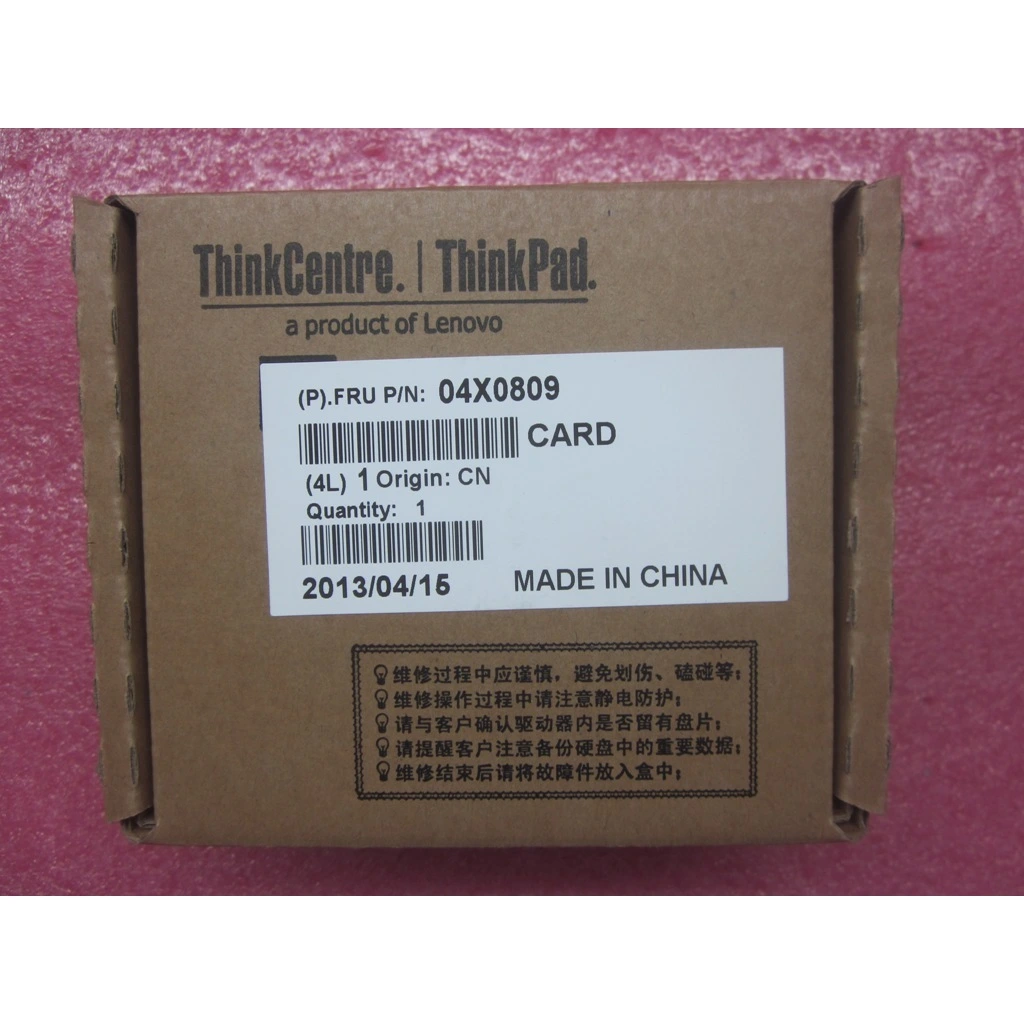 ThinkCentre. | ThinkPad.
a product of Lenovo
(P).FRU P/N: 04X0809
CARD
(4L) 1 Origin: CN
Quantity: 1
2013/04/15 MADE IN CHINA
维修过程中应谨慎，避免划伤、磕碰等；
维修操作过程中请注意静电防护；
请与客户确认驱动器内是否留有盘片；
请提醒客户注意备份硬盘中的重要数据；
维修结束后请将故障件放入盒中；